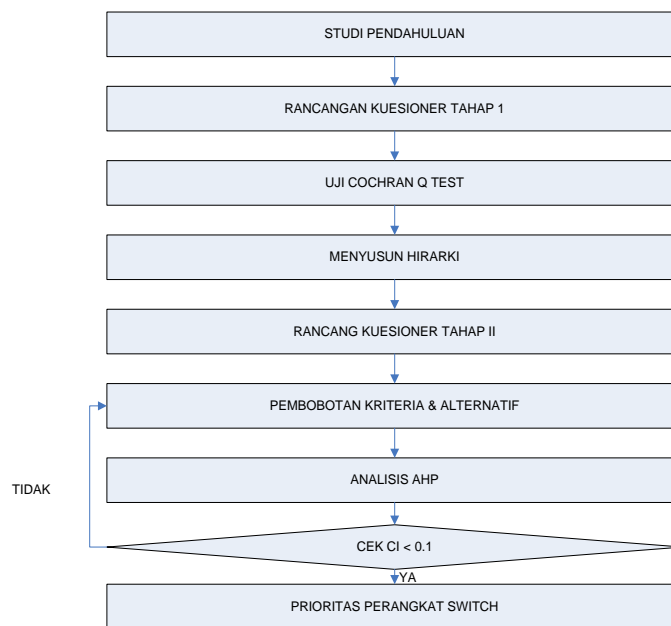 STUDI PENDAHULUAN
RANCANGAN KUESIONER TAHAP 1
UJI COCHRAN Q TEST
MENYUSUN HIRARKI
RANCANG KUESIONER TAHAP II
PEMBOBOTAN KRITERIA & ALTERNATIF
ANALISIS AHP
TIDAK
CEK CI < 0.1
YA
PRIORITAS PERANGKAT SWITCH